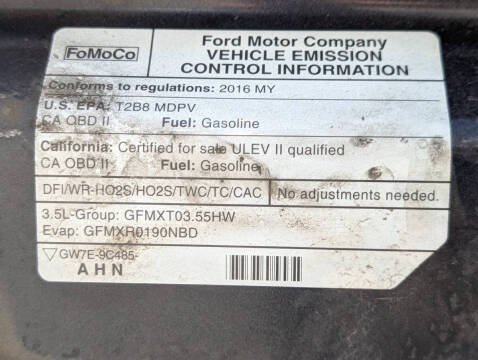 FoMoCo
Ford Motor Company
VEHICLE EMISSION
CONTROL INFORMATION
Conforms to regulations: 2016 MY
U.S. EPA: T2B8 MDPV
CA OBD II Fuel: Gasoline
California: Certified for sale ULEV II qualified
CA OBD II Fuel: Gasoline
DFI/WR-HO2S/HO2S/TWC/TC/CAC No adjustments needed.
3.5L-Group: GFMXT03.55HW
Evap: GFMXR0190NBD
GW7E-9C485-
AHN